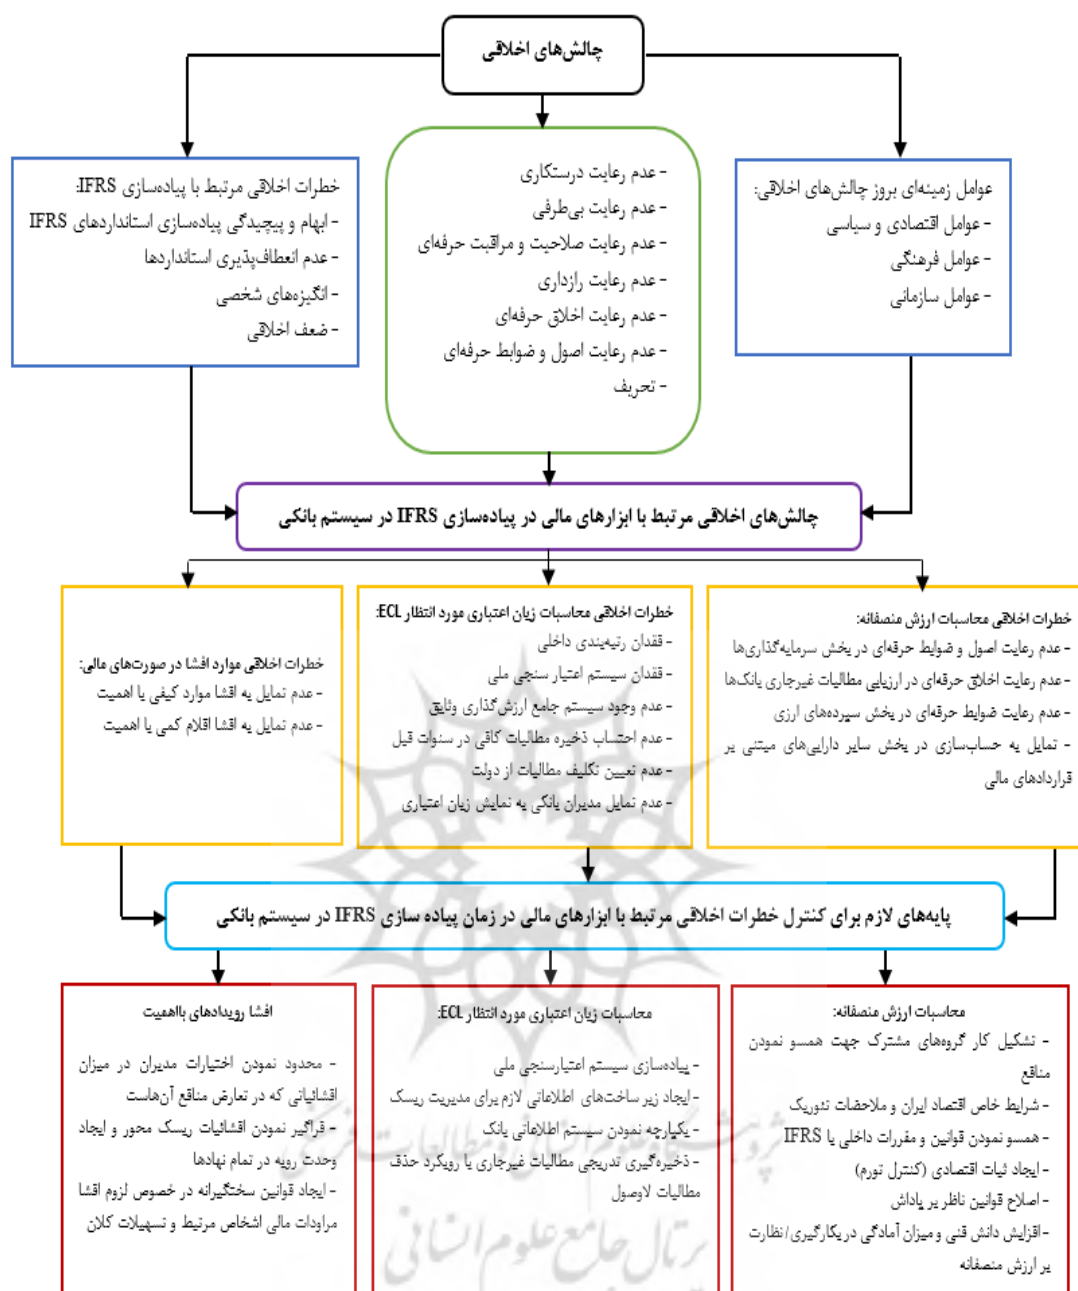 چالش‌های اخلاقی
عوامل زمینه‌ای بروز چالش‌های اخلاقی:
- عوامل اقتصادی و سیاسی
- عوامل فرهنگی
- عوامل سازمانی
- عدم رعایت درستکاری
- عدم رعایت بی‌طرفی
- عدم رعایت صلاحیت و مراقبت حرفه‌ای
- عدم رعایت رازداری
- عدم رعایت اخلاق حرفه‌ای
- عدم رعایت اصول و ضوابط حرفه‌ای
- تحریف
خطرات اخلاقی مرتبط با پیاده‌سازی IFRS:
- ابهام و پیچیدگی پیاده‌سازی استانداردهای IFRS
- عدم انعطاف‌پذیری استانداردها
- انگیزه‌های شخصی
- ضعف اخلاقی
چالش‌های اخلاقی مرتبط با ابزارهای مالی در پیاده‌سازی IFRS در سیستم بانکی
خطرات اخلاقی محاسبات ارزش منصفانه:
- عدم رعایت اصول و ضوابط حرفه‌ای در بخش سرمایه‌گذاری‌ها
- عدم رعایت اخلاق حرفه‌ای در ارزیابی مطالبات غیرجاری بانک‌ها
- عدم رعایت ضوابط حرفه‌ای در بخش سپرده‌های ارزی
- تمایل به حساب‌سازی در بخش سایر دارایی‌های مبتنی بر
قراردادهای مالی
خطرات اخلاقی محاسبات زیان اعتباری مورد انتظار ECL:
- فقدان رتبه‌بندی داخلی
- فقدان سیستم اعتبار سنجی ملی
- عدم وجود سیستم جامع ارزش‌گذاری وثایق
- عدم احتساب ذخیره مطالبات کافی در سنوات قبل
- عدم تعیین تکلیف مطالبات از دولت
- عدم تمایل مدیران بانکی به نمایش زیان اعتباری
خطرات اخلاقی موارد افشا در صورت‌های مالی:
- عدم تمایل به افشا موارد کیفی با اهمیت
- عدم تمایل به افشا اقلام کمی با اهمیت
پایه‌های لازم برای کنترل خطرات اخلاقی مرتبط با ابزارهای مالی در زمان پیاده سازی IFRS در سیستم بانکی
محاسبات ارزش منصفانه:
- تشکیل کار گروه‌های مشترک جهت همسو نمودن
منافع
- شرایط خاص اقتصاد ایران و ملاحضات تئوریک
- همسو نمودن قوانین و مقررات داخلی با IFRS
- ایجاد ثبات اقتصادی (کنترل تورم)
- اصلاح قوانین ناظر بر پاداش
- افزایش دانش فنی و میزان آمادگی در بکارگیری/نظارت
بر ارزش منصفانه
محاسبات زیان اعتباری مورد انتظار ECL:
- پیاده‌سازی سیستم اعتبارسنجی ملی
- ایجاد زیر ساخت‌های اطلاعاتی لازم برای مدیریت ریسک
- یکپارچه نمودن سیستم اطلاعاتی بانک
- ذخیره‌گیری تدریجی مطالبات غیرجاری با رویکرد حذف
مطالبات لاوصول
افشا رویدادهای بااهمیت
- محدود نمودن اختیارات مدیران در میزان
افشائیاتی که در تعارض منافع آن‌هاست
- فراگیر نمودن افشائیات ریسک محور و ایجاد
وحدت رویه در تمام نهادها
- ایجاد قوانین سختگیرانه در خصوص لزوم افشا
مراودات مالی اشخاص مرتبط و تسهیلات کلان
پژوهشگاه علوم انسانی و مطالعات فرهنگی
پرتال جامع علوم انسانی